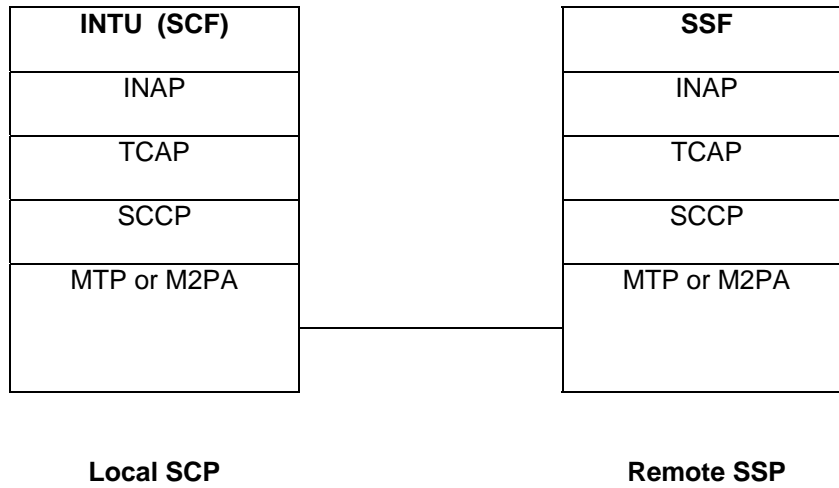 INTU (SCF)
INAP
TCAP
SCCP
MTP or M2PA
Local SCP
SSF
INAP
TCAP
SCCP
MTP or M2PA
Remote SSP